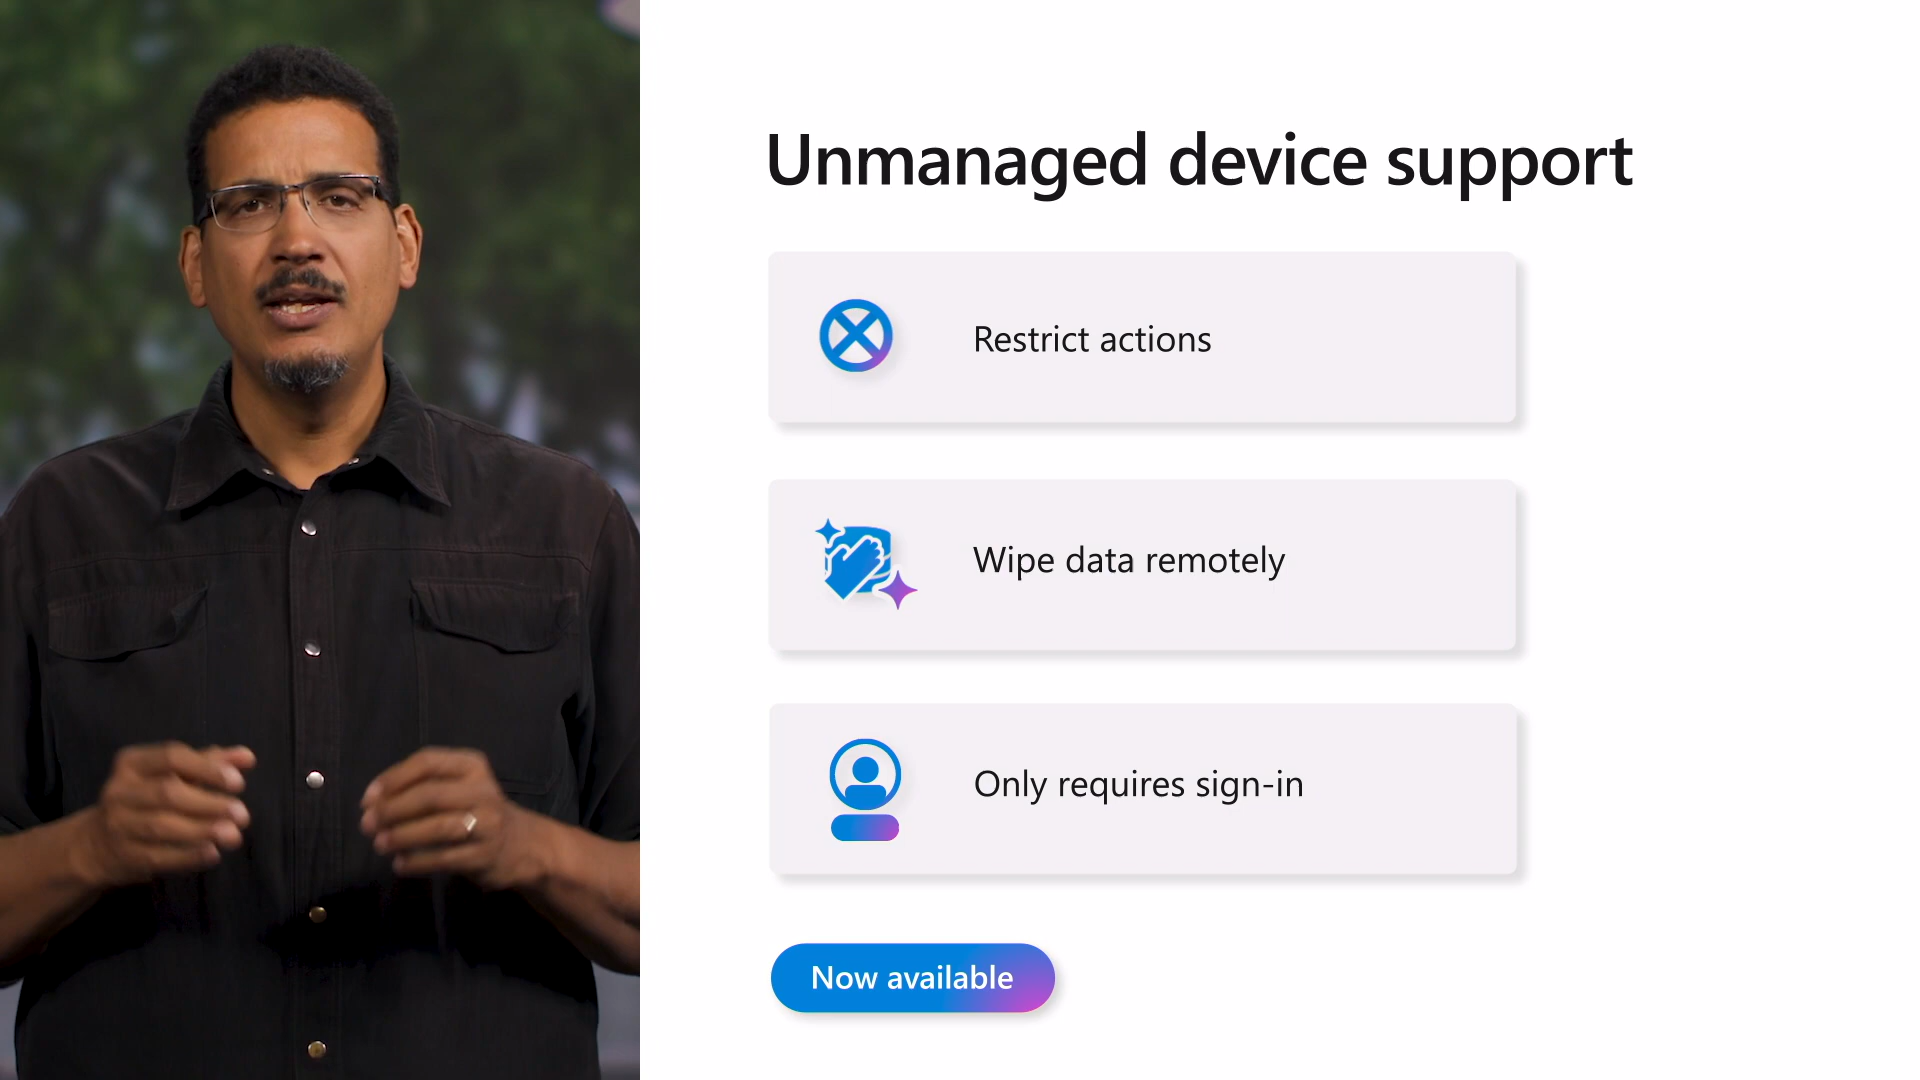 Unmanaged device support
Restrict actions
Wipe data remotely
Only requires sign-in
Now available